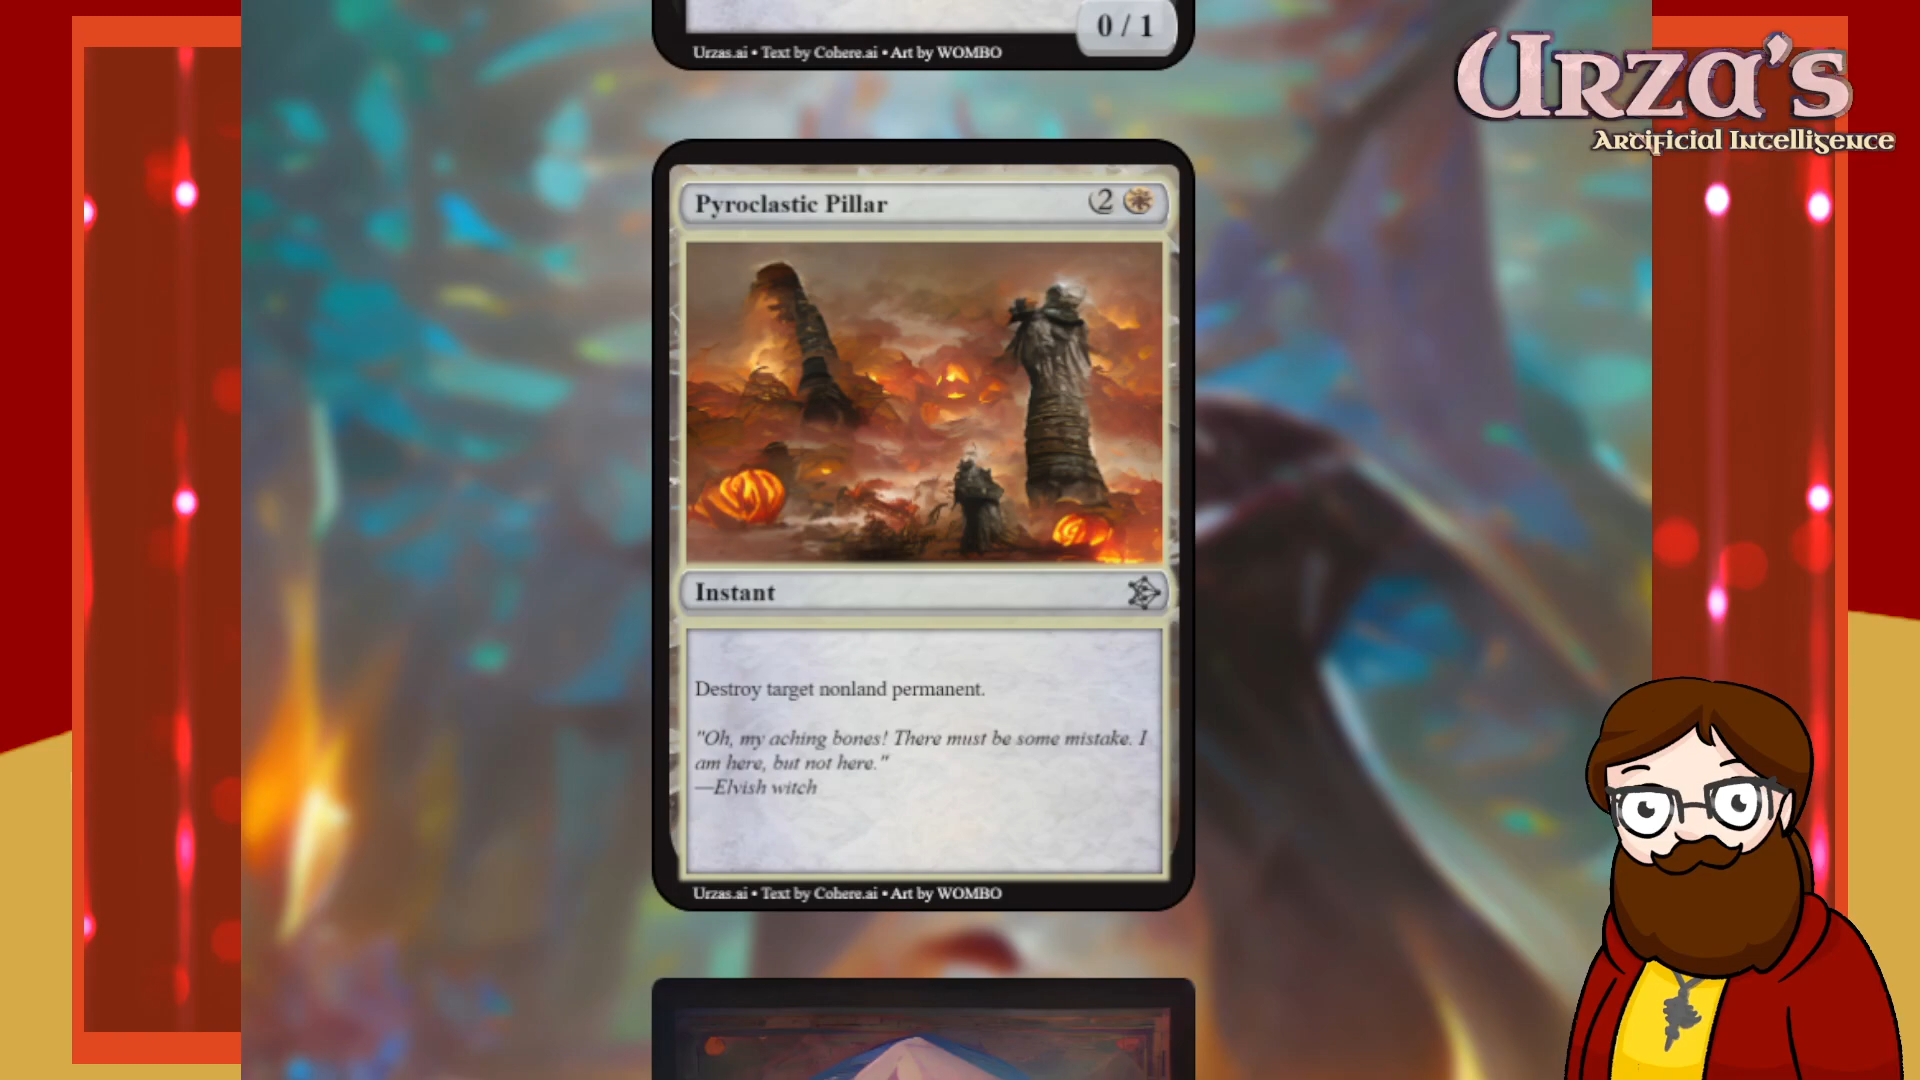 0 / 1
Urzas.ai • Text by Cohere.ai • Art by WOMBO
Urza's
Artificial Intelligence
Pyroclastic Pillar 2
Instant
Destroy target nonland permanent.
"Oh, my aching bones! There must be some mistake. I
am here, but not here."
—Elvish witch
Urzas.ai • Text by Cohere.ai • Art by WOMBO